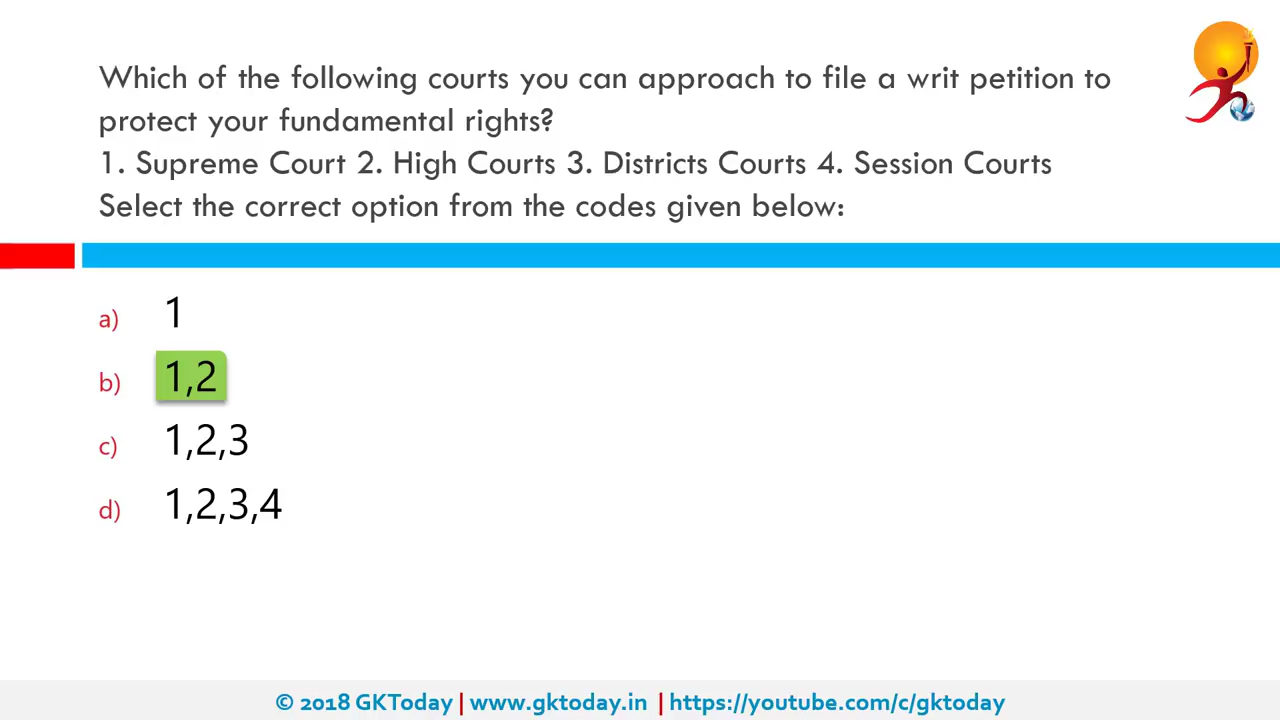 Which of the following courts you can approach to file a writ petition to
protect your fundamental rights?
1. Supreme Court 2. High Courts 3. Districts Courts 4. Session Courts
Select the correct option from the codes given below:
a) 1
b) 1,2
c) 1,2,3
d) 1,2,3,4
© 2018 GKToday | www.gktoday.in | https://youtube.com/c/gktoday